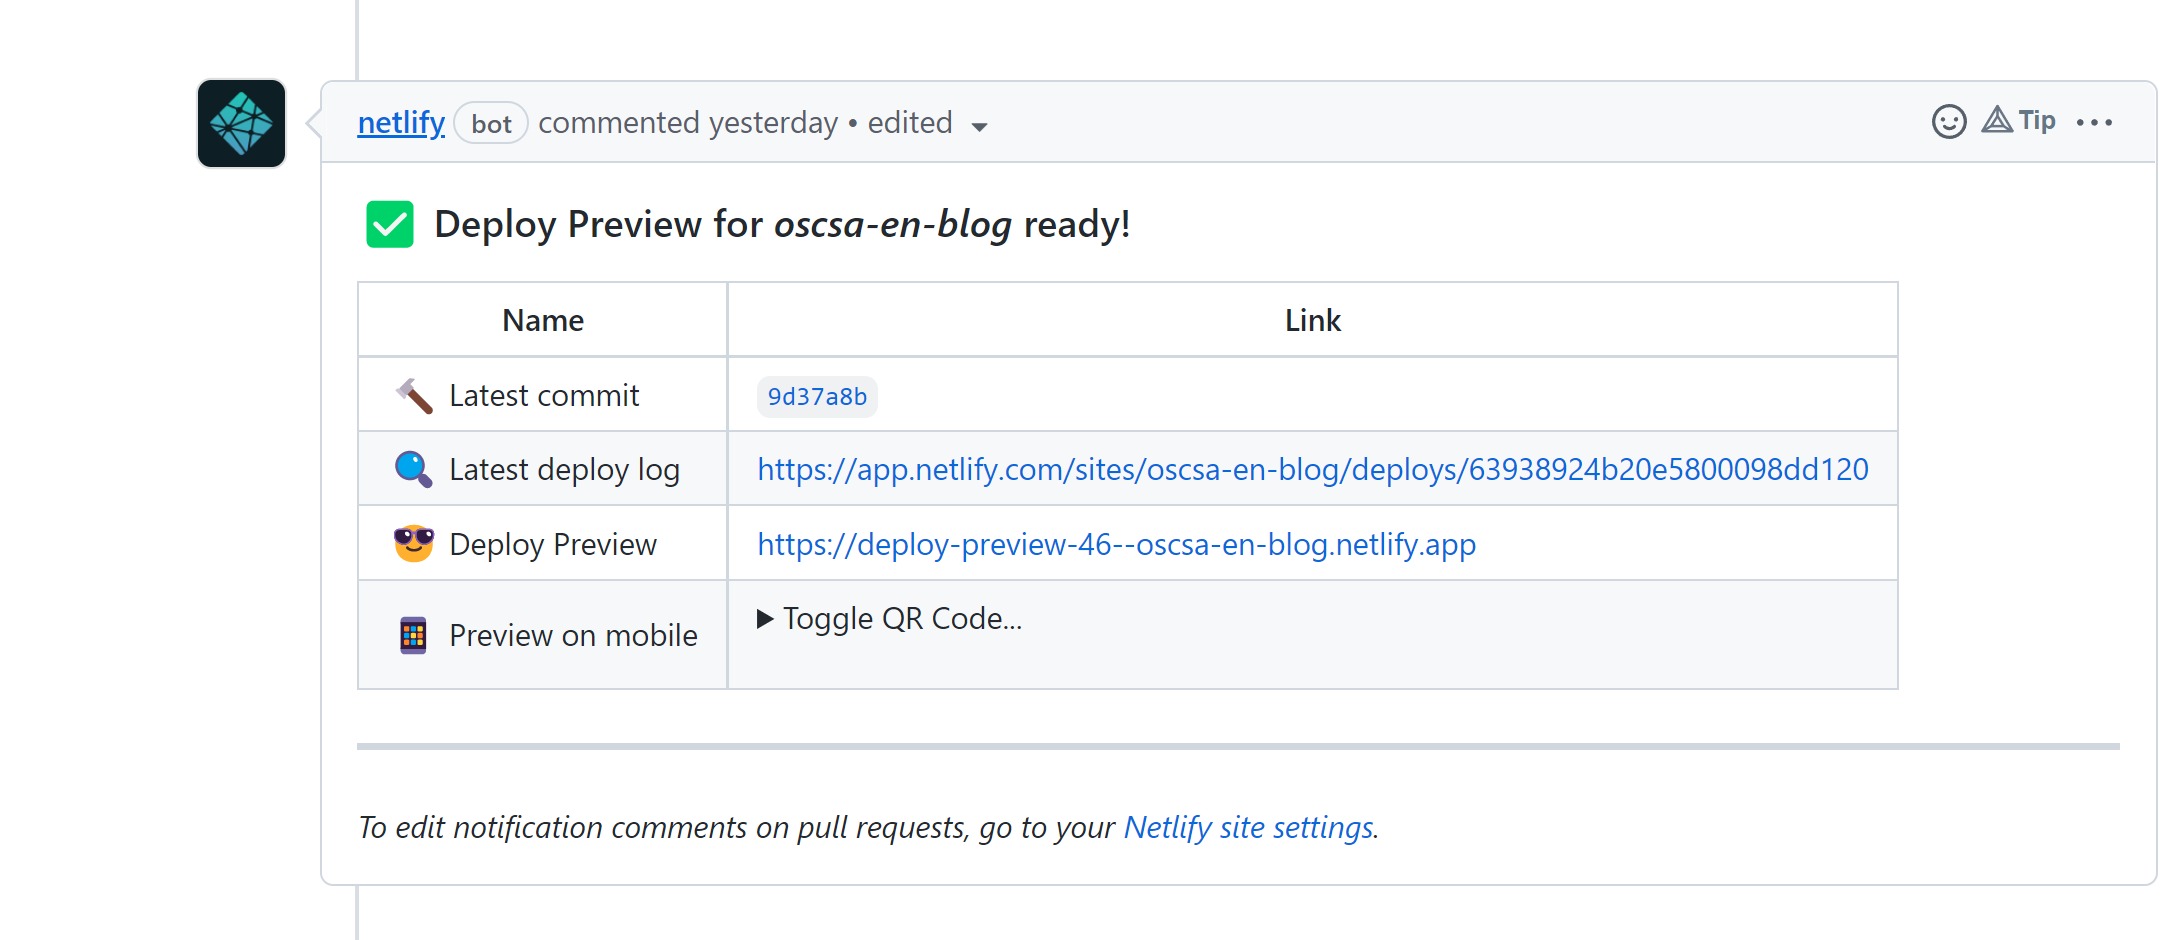 netlify bot commented yesterday • edited
Tip
Deploy Preview for oscsa-en-blog ready!
Name Link
Latest commit 9d37a8b
Latest deploy log https://app.netlify.com/sites/oscsa-en-blog/deploys/63938924b20e5800098dd120
Deploy Preview https://deploy-preview-46--oscsa-en-blog.netlify.app
Preview on mobile Toggle QR Code...
To edit notification comments on pull requests, go to your Netlify site settings.